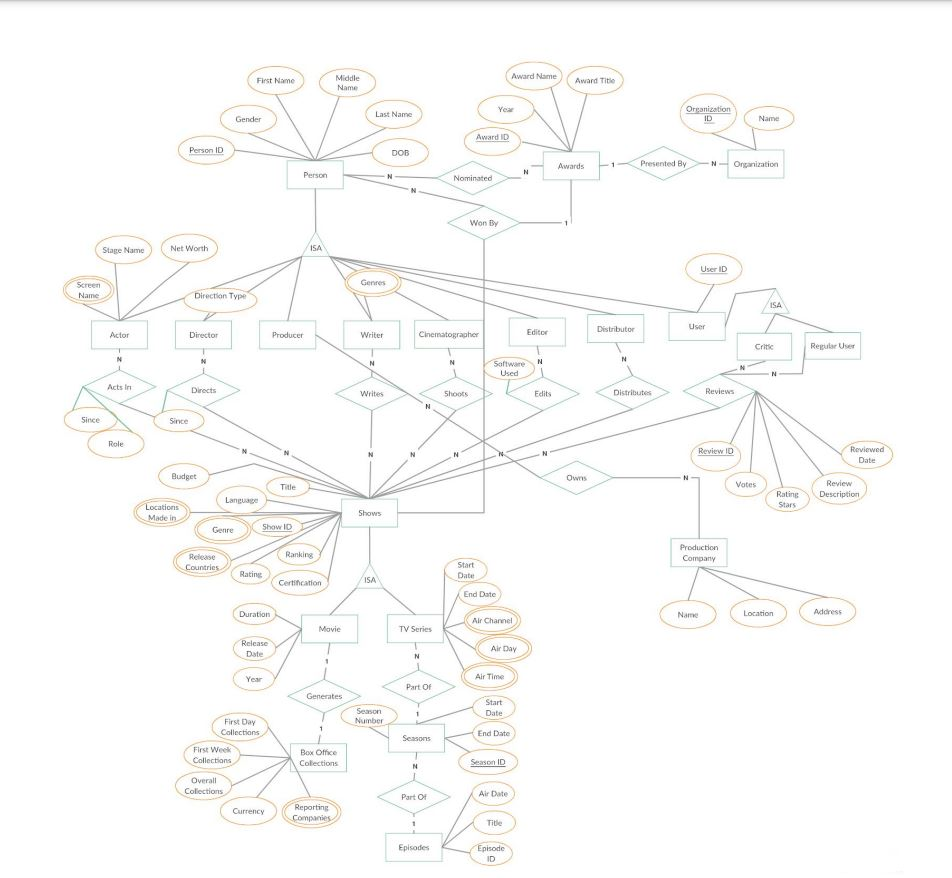 First Name
Middle
Name
Award Name
Award Title
Gender
Last Name
Year
Organization
ID
Name
Person ID
DOB
Award ID
Person
N
Nominated
N
Awards
1
Presented By
N
Organization
N
Won By
1
ISA
Stage Name
Net Worth
Screen
Name
Direction Type
Genres
User ID
ISA
Actor
Director
Producer
Writer
Cinematographer
Editor
Distributor
User
Critic
Regular User
N
N
N
N
N
N
N
N
Software
Used
Acts In
Directs
Writes
Shoots
Edits
Distributes
Reviews
N
Since
Role
Since
N
N
N
N
N
N
N
Review ID
Votes
Rating
Stars
Review
Description
Reviewed
Date
Owns
N
Budget
Title
Language
Locations
Made in
Genre
Show ID
Shows
Release
Countries
Ranking
Rating
Certification
Production
Company
Name
Location
Address
ISA
Start
Date
End Date
Air Channel
Air Day
Air Time
Duration
Release
Date
Year
Movie
TV Series
1
N
Generates
Part Of
1
1
Season
Number
Start
Date
End Date
Season ID
Seasons
First Day
Collections
First Week
Collections
Overall
Collections
Currency
Reporting
Companies
Box Office
Collections
N
Part Of
1
Air Date
Title
Episode
ID
Episodes